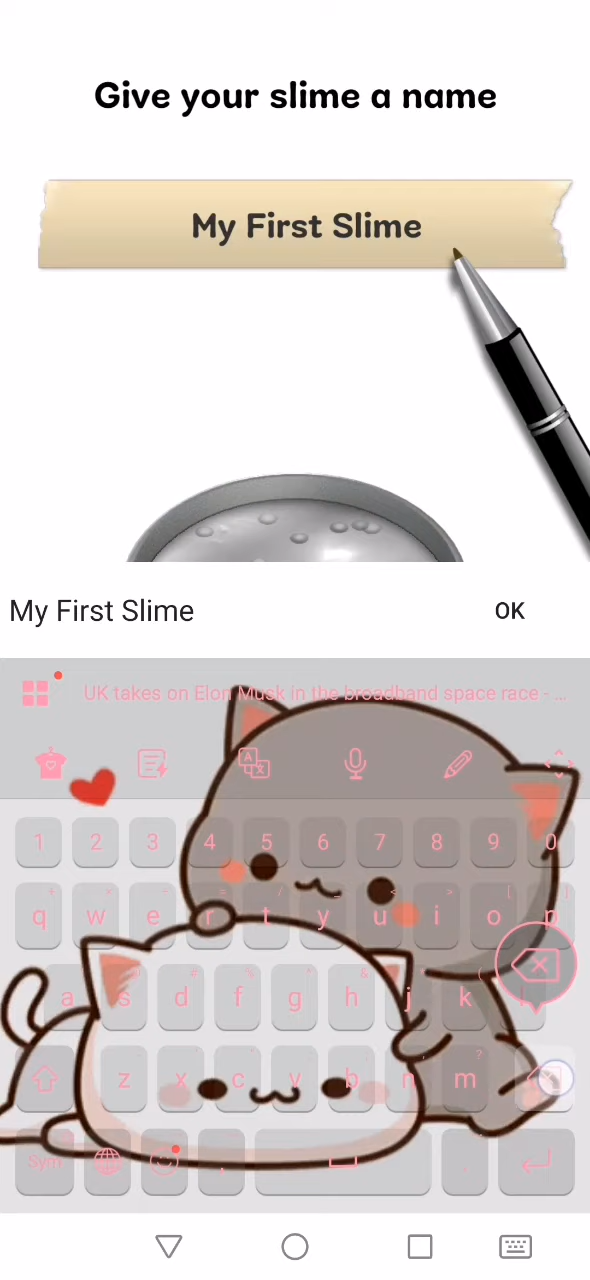 Give your slime a name
My First Slime
My First Slime
OK
UK takes on Elon Musk in the broadband space race - ...
1 2 3 4 5 6 7 8 9 0
q w e r t y u i o p
a s d f g h j k l
z x c v b n m
Sym , .